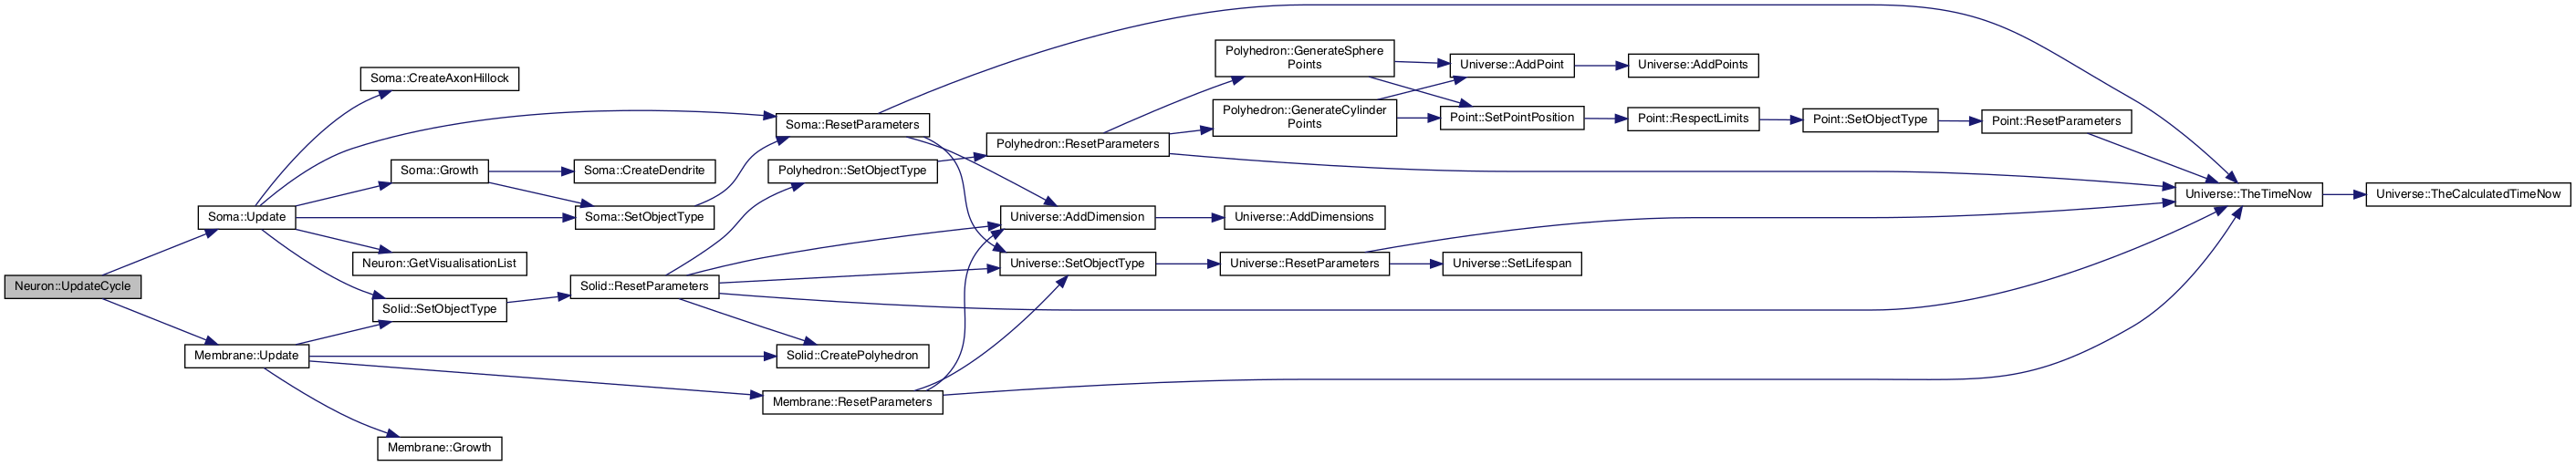 Neuron::UpdateCycle
Soma::Update
Membrane::Update
Soma::CreateAxonHillock
Soma::Growth
Neuron::GetVisualisationList
Solid::SetObjectType
Membrane::Growth
Soma::CreateDendrite
Soma::SetObjectType
Solid::ResetParameters
Soma::ResetParameters
Polyhedron::SetObjectType
Solid::CreatePolyhedron
Membrane::ResetParameters
Polyhedron::ResetParameters
Universe::AddDimension
Universe::SetObjectType
Polyhedron::GenerateSphere
Points
Polyhedron::GenerateCylinder
Points
Universe::AddDimensions
Universe::ResetParameters
Universe::AddPoint
Point::SetPointPosition
Universe::SetLifespan
Universe::AddPoints
Point::RespectLimits
Point::SetObjectType
Point::ResetParameters
Universe::TheTimeNow
Universe::TheCalculatedTimeNow